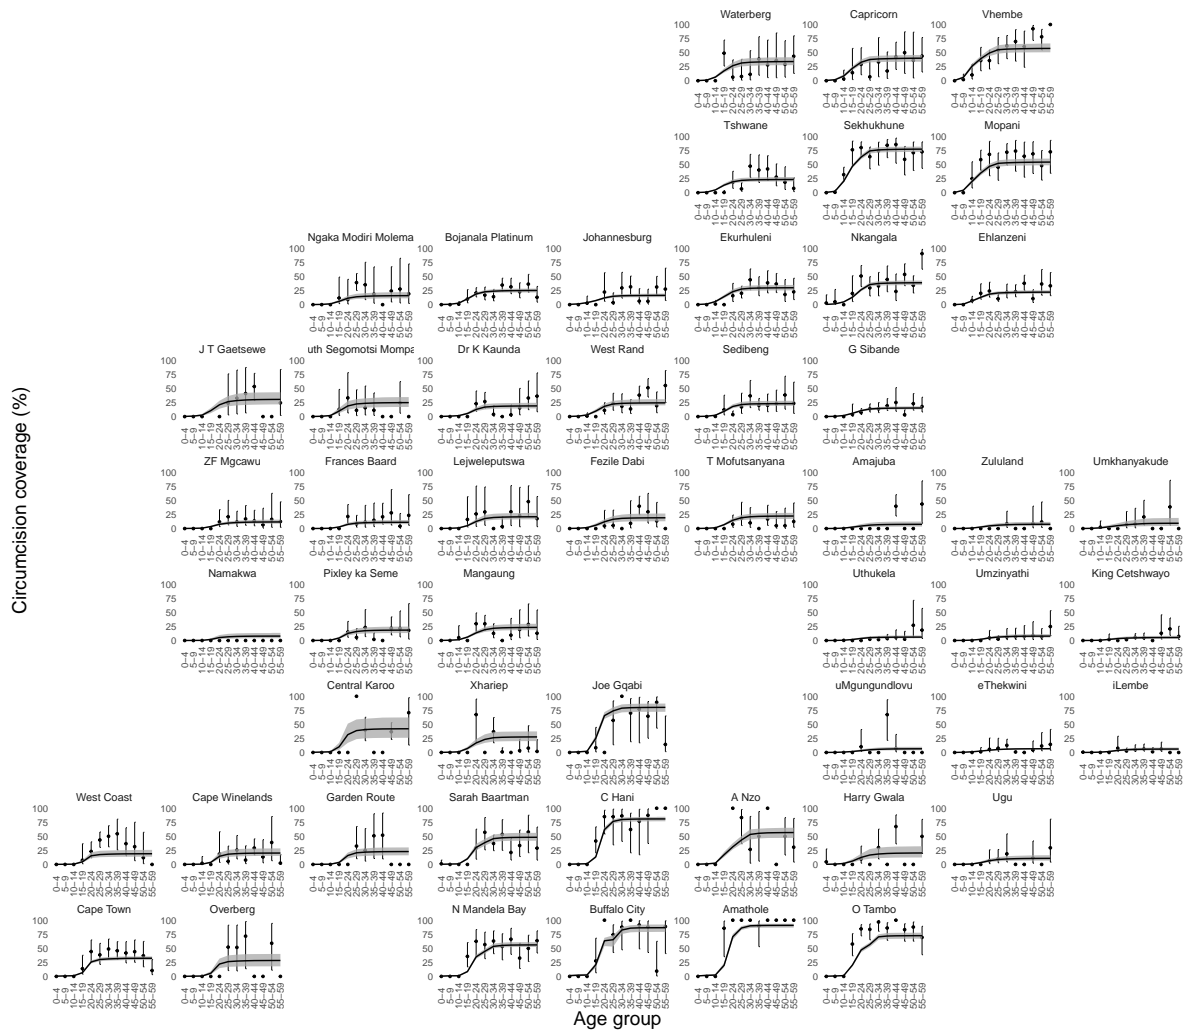 Circumcision coverage (%)
Waterberg Capricorn Vhembe
Tshwane Sekhukhune Mopani
Ngaka Modiri Molema Bojanala Platinum Johannesburg Ekurhuleni Nkangala Ehlanzeni
J T Gaetsewe uth Segomotsi Mompa Dr K Kaunda West Rand Sedibeng G Sibande
ZF Mgcawu Frances Baard Lejweleputswa Fezile Dabi T Mofutsanyana Amajuba Zululand Umkhanyakude
Namakwa Pixley ka Seme Mangaung Uthukela Umzinyathi King Cetshwayo
Central Karoo Xhariep Joe Gqabi uMgungundlovu eThekwini iLembe
West Coast Cape Winelands Garden Route Sarah Baartman C Hani A Nzo Harry Gwala Ugu
Cape Town Overberg N Mandela Bay Buffalo City Amathole O Tambo
100
75
50
25
0
0–4 5–9 10–14 15–19 20–24 25–29 30–34 35–39 40–44 45–49 50–54 55–59
Age group